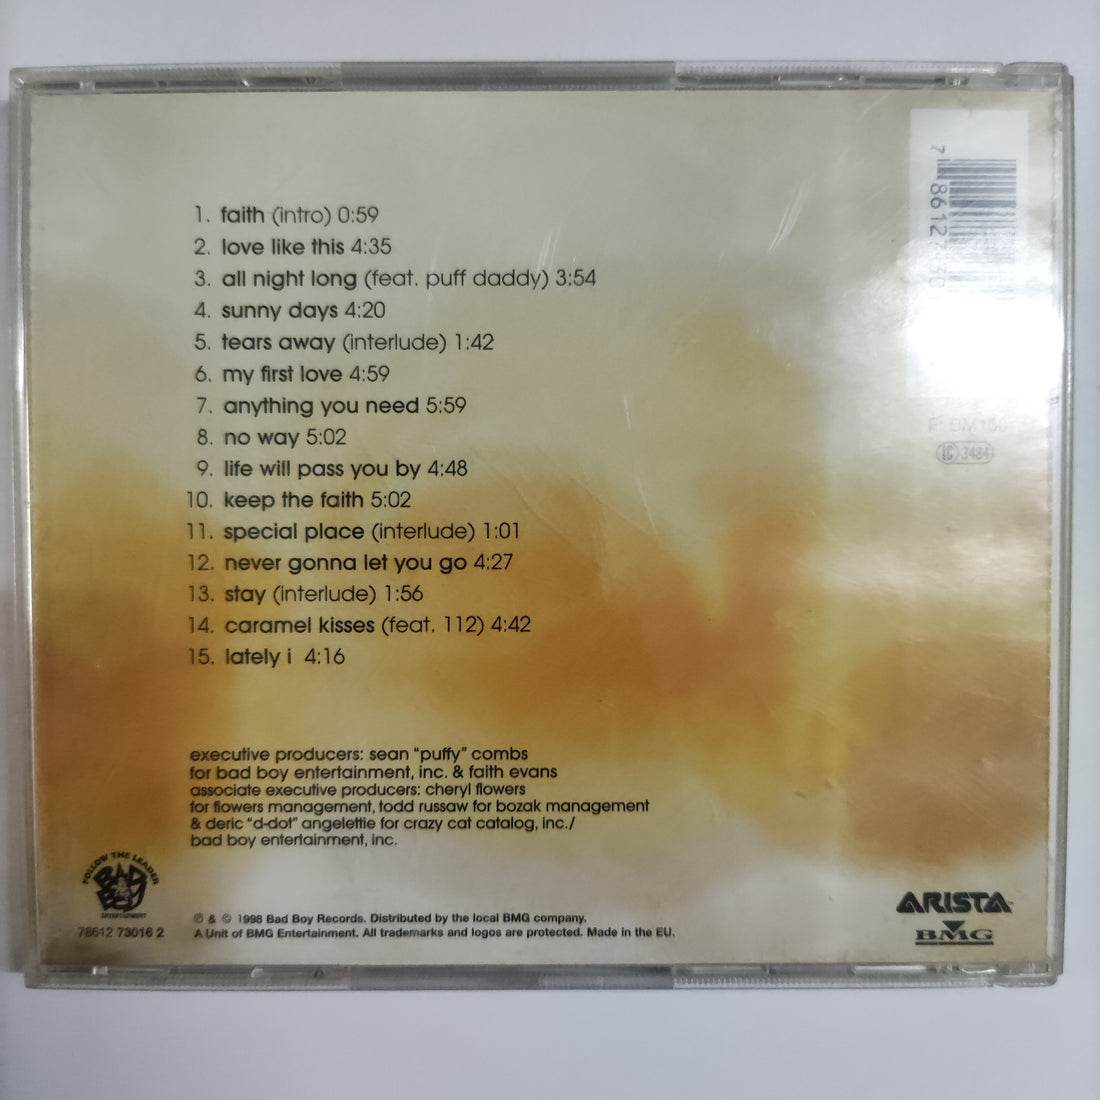 1. faith (intro) 0:59
2. love like this 4:35
3. all night long (feat. puff daddy) 3:54
4. sunny days 4:20
5. tears away (interlude) 1:42
6. my first love 4:59
7. anything you need 5:59
8. no way 5:02
9. life will pass you by 4:48
10. keep the faith 5:02
11. special place (interlude) 1:01
12. never gonna let you go 4:27
13. stay (interlude) 1:56
14. caramel kisses (feat. 112) 4:42
15. lately i 4:16
executive producers: sean "puffy" combs
for bad boy entertainment, inc. & faith evans
associate executive producers: cheryl flowers
for flowers management, todd russaw for bozak management
& deric "d-dot" angelettie for crazy cat catalog, inc./
bad boy entertainment, inc.
FOLLOW THE LEADER
BAD
BOY
ENTERTAINMENT
78612 73016 2
℗ & © 1998 Bad Boy Records. Distributed by the local BMG company.
A Unit of BMG Entertainment. All trademarks and logos are protected. Made in the EU.
LC 3484
ARISTA™
BMG